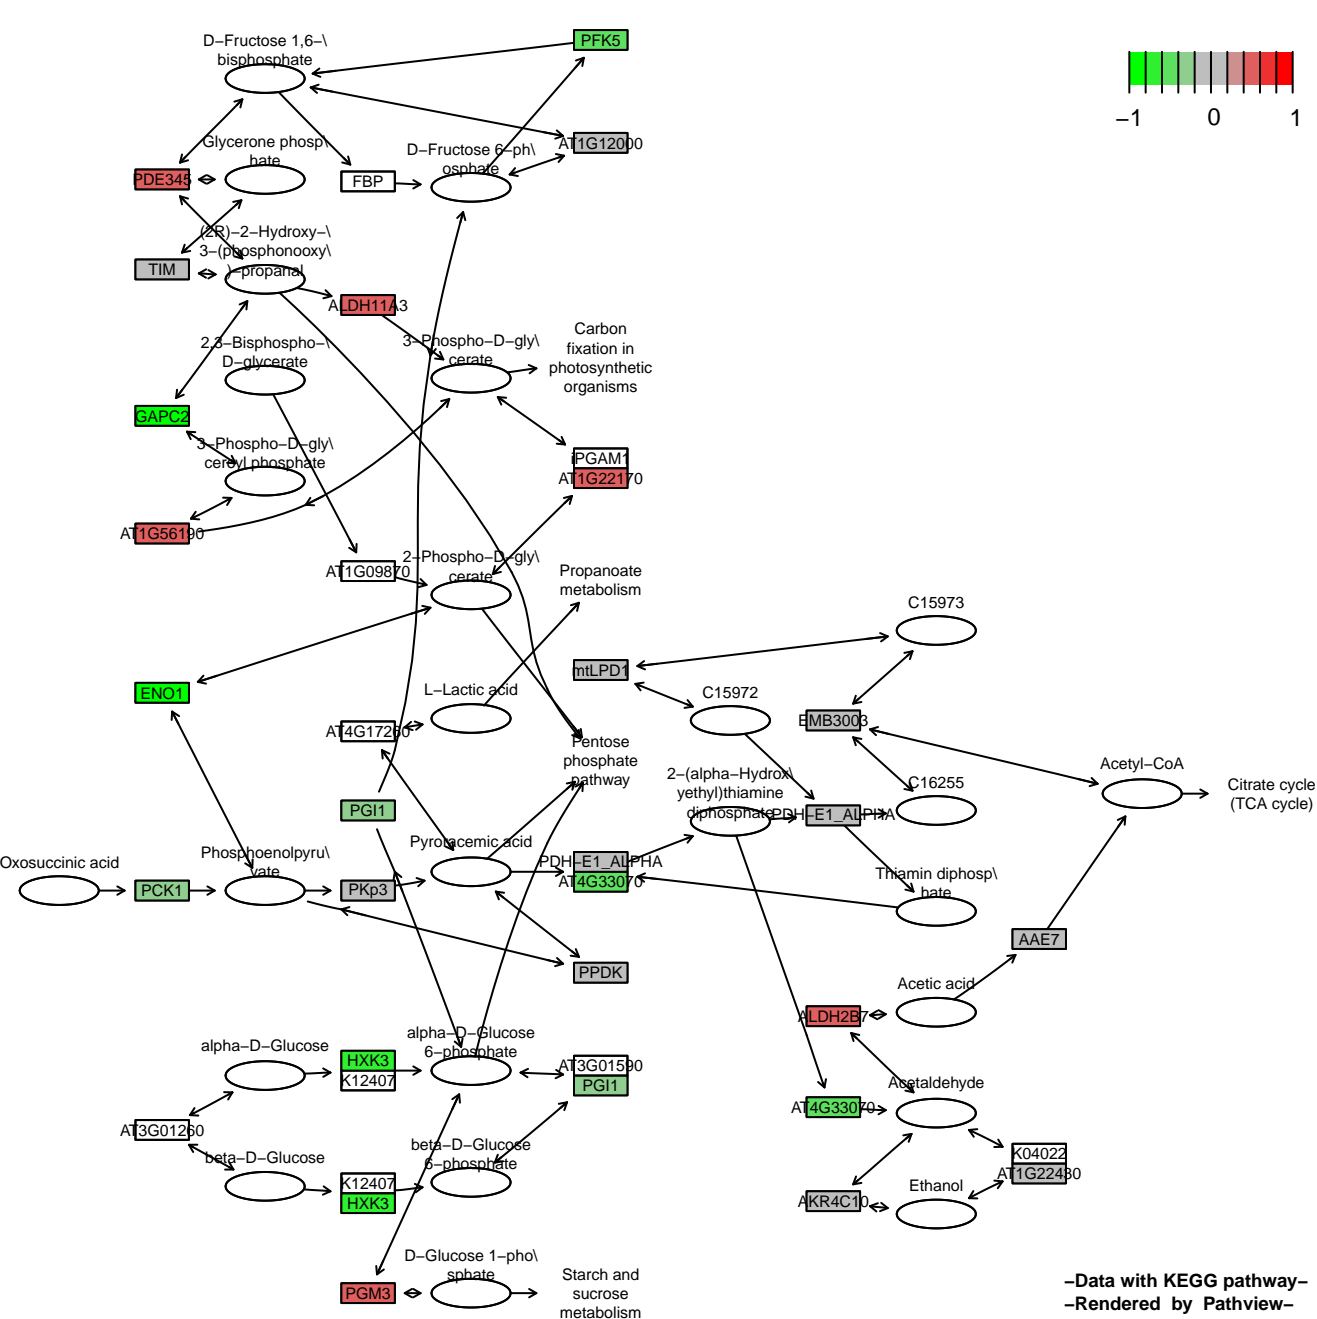 D−Fructose 1,6−\
bisphosphate
PFK5
−1
0
1
AT1G12000
Glycerone phosp\
hate
D−Fructose 6−ph\
osphate
PDE345
FBP
(2R)−2−Hydroxy−\
3−(phosphonooxy\
)−propanal
TIM
ALDH11A3
2,3−Bisphospho−\
D−glycerate
3−Phospho−D−gly\
cerate
Carbon
fixation in
photosynthetic
organisms
GAPC2
3−Phospho−D−gly\
ceroyl phosphate
iPGAM1
AT1G22170
AT1G56190
AT1G09870
2−Phospho−D−gly\
cerate
Propanoate
metabolism
C15973
mtLPD1
ENO1
L−Lactic acid
C15972
EMB3003
AT4G17260
Pentose
phosphate
pathway
Acetyl−CoA
2−(alpha−Hydrox\
yethyl)thiamine
diphosphate
C16255
Citrate cycle
(TCA cycle)
PGI1
PDH−E1_ALPHA
Oxosuccinic acid
Phosphoenolpyru\
vate
Pyroracemic acid
PDH−E1_ALPHA
AT4G33070
Thiamin diphosp\
hate
PCK1
PKp3
AAE7
PPDK
Acetic acid
ALDH2B7
alpha−D−Glucose
HXK3
K12407
alpha−D−Glucose
6−phosphate
AT3G01590
PGI1
Acetaldehyde
AT4G33070
AT3G01260
beta−D−Glucose
K12407
HXK3
beta−D−Glucose
6−phosphate
K04022
AT1G22430
AKR4C10
Ethanol
D−Glucose 1−pho\
sphate
PGM3
Starch and
sucrose
metabolism
−Data with KEGG pathway−
−Rendered by Pathview−